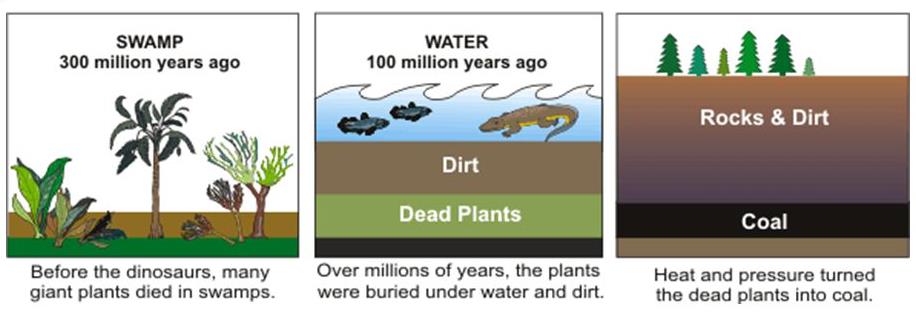 SWAMP
300 million years ago
Before the dinosaurs, many
giant plants died in swamps.
WATER
100 million years ago
Dirt
Dead Plants
Over millions of years, the plants
were buried under water and dirt.
Rocks & Dirt
Coal
Heat and pressure turned
the dead plants into coal.